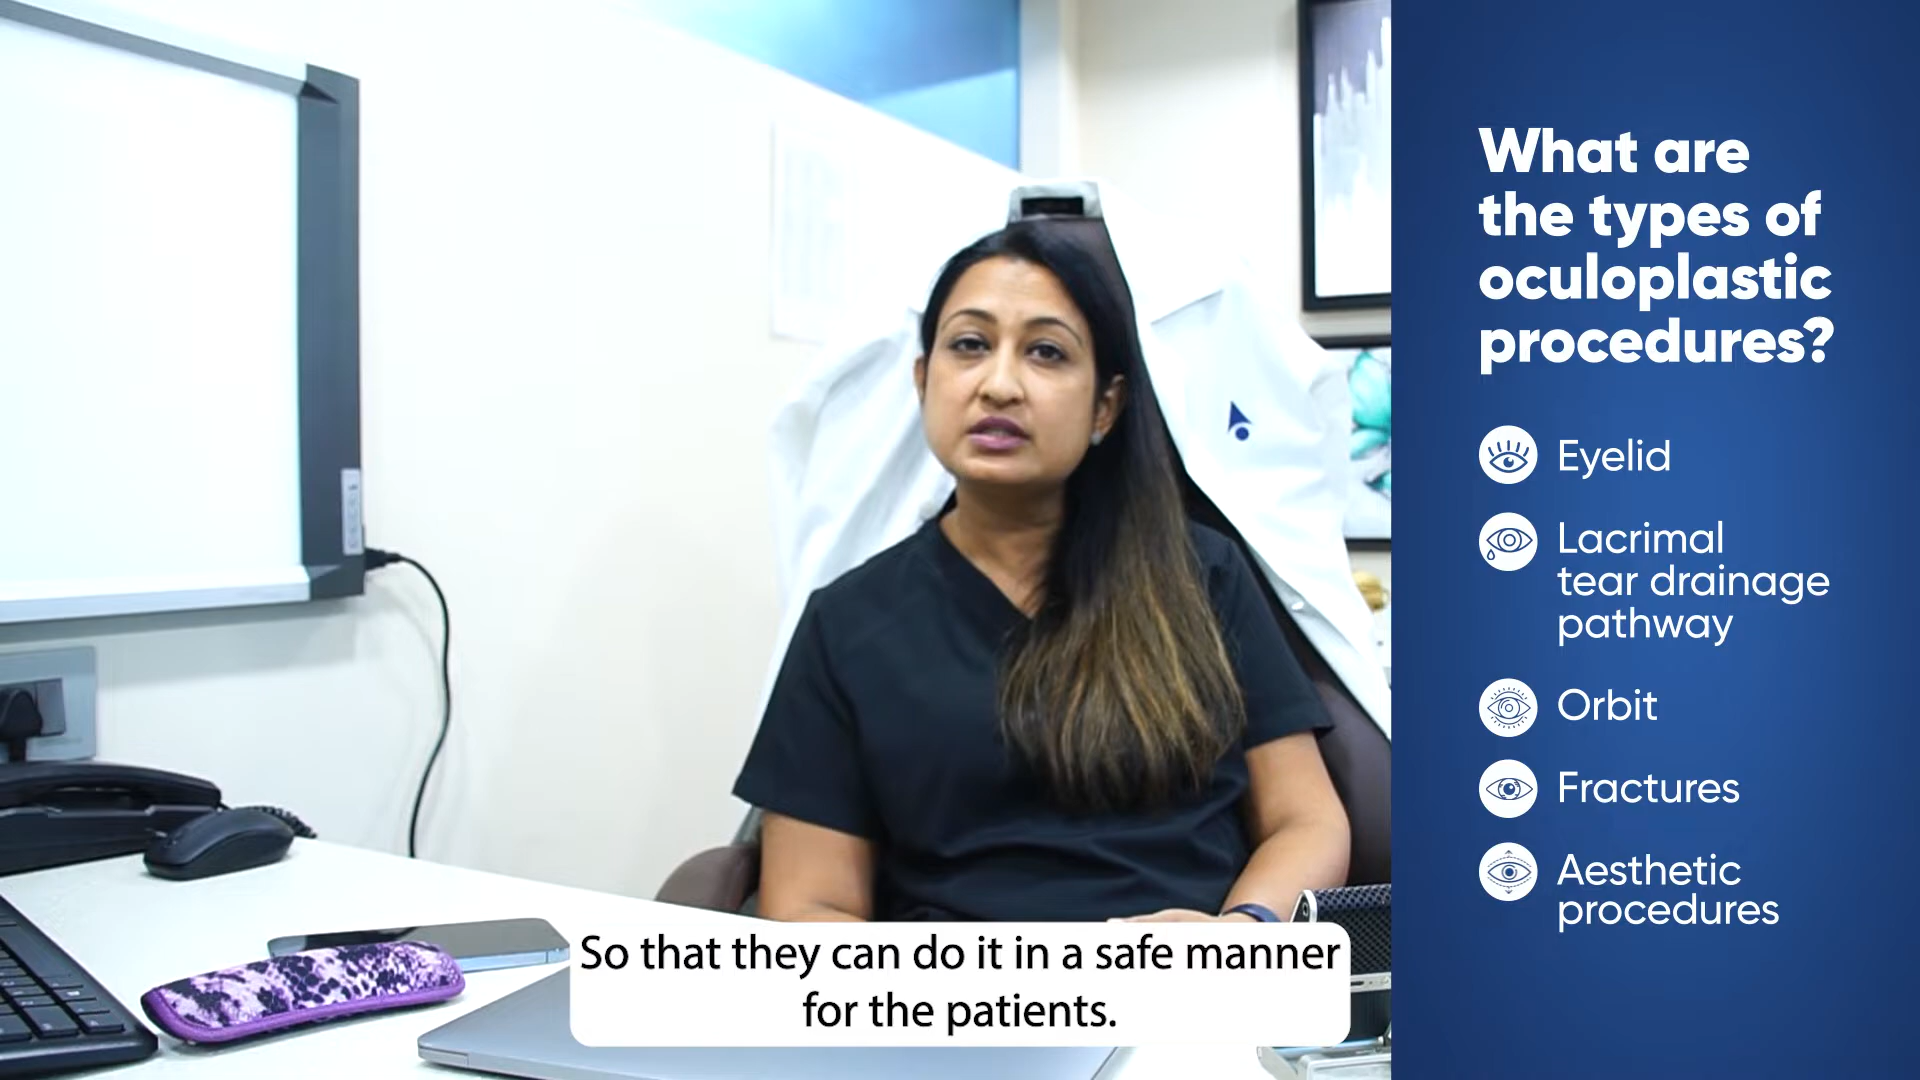 What are
the types of
oculoplastic
procedures?
Eyelid
Lacrimal
tear drainage
pathway
Orbit
Fractures
Aesthetic
procedures
So that they can do it in a safe manner
for the patients.